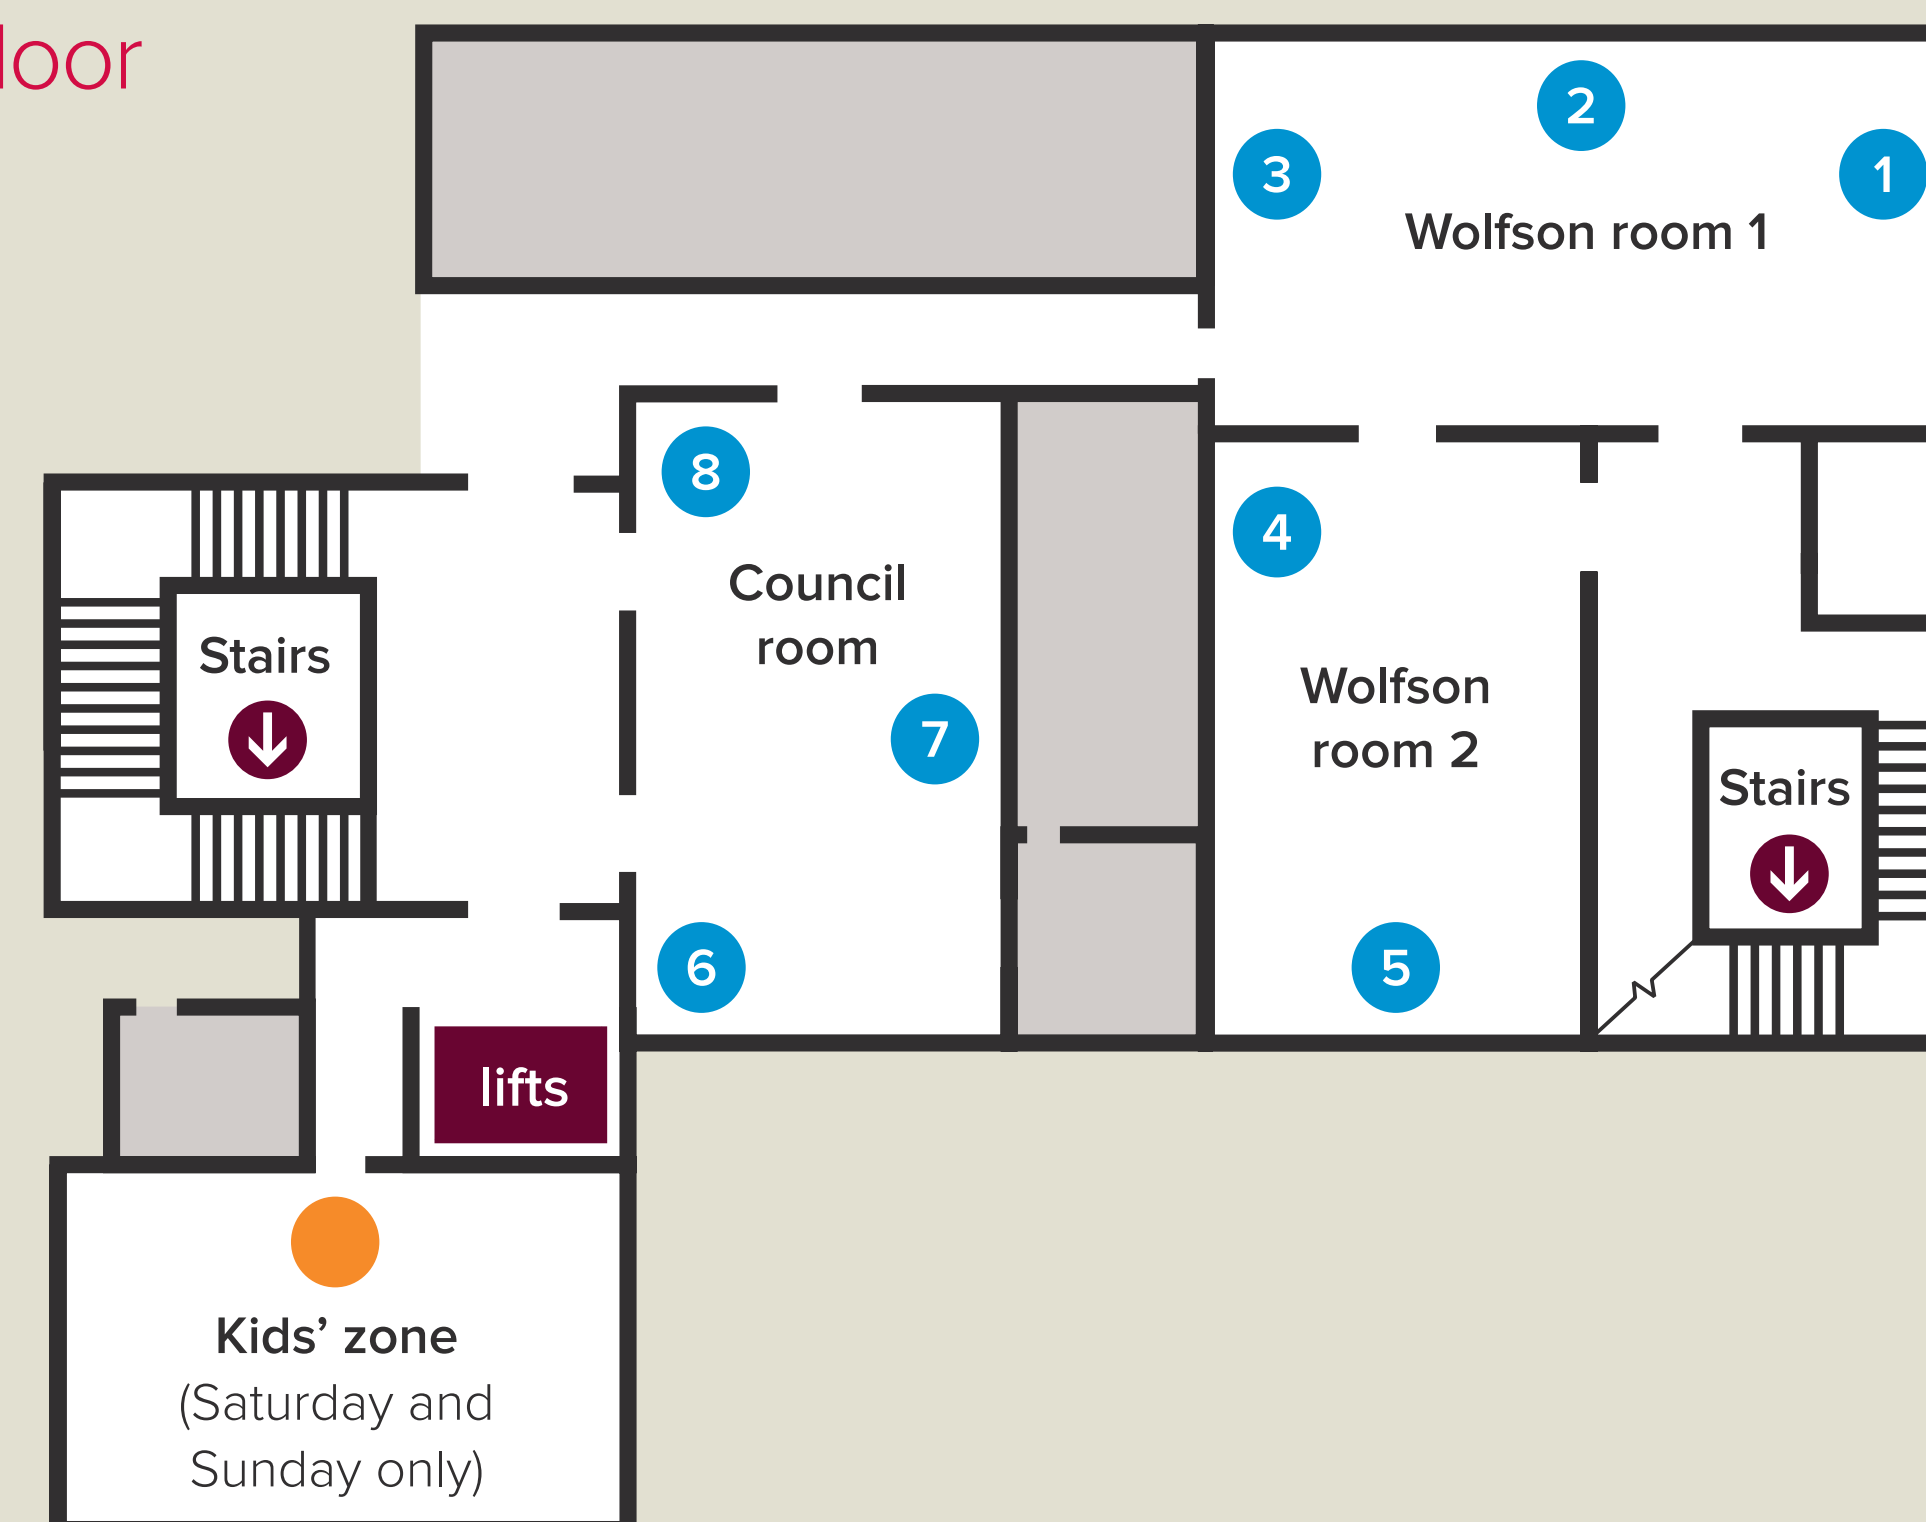 loor
2
3
1
Wolfson room 1
8
4
Council
room
Stairs
Wolfson
room 2
7
Stairs
6
5
lifts
Kids’ zone
(Saturday and
Sunday only)